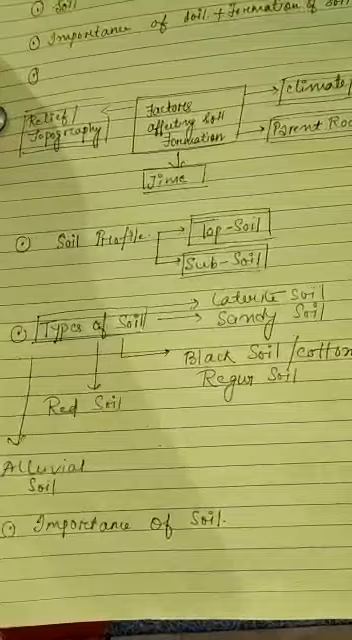 Soil
Importance of Soil + Formation of Soil
Relief/
Topography
Factors
affecting Soil
Formation
Climate
Parent Roc
Time
Soil Profile
Top-Soil
Sub-Soil
Types of Soil
Laterite Soil
Sandy Soil
Black Soil/cotton
Regur Soil
Red Soil
Alluvial
Soil
Importance of Soil.